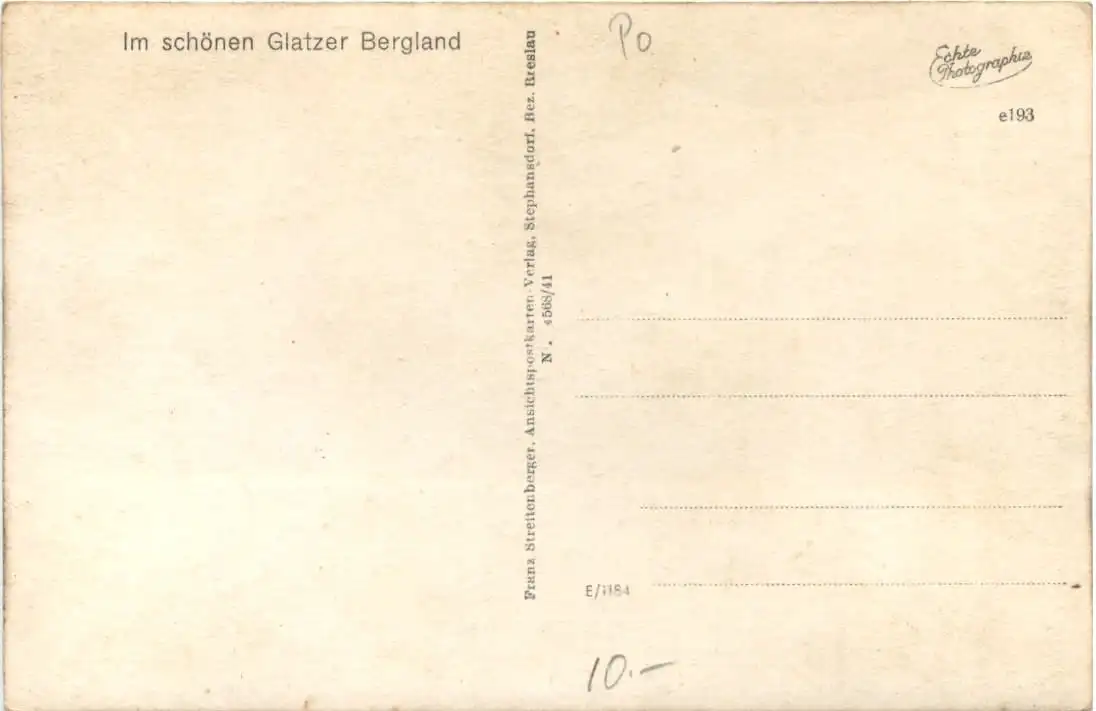 Im schönen Glatzer Bergland
Po
Echte
Photographie
e193
Franz Streitenberger, Ansichtspostkarten-Verlag, Stephansdorf, Bez. Breslau
N . 4568/41
E/1184
10.-